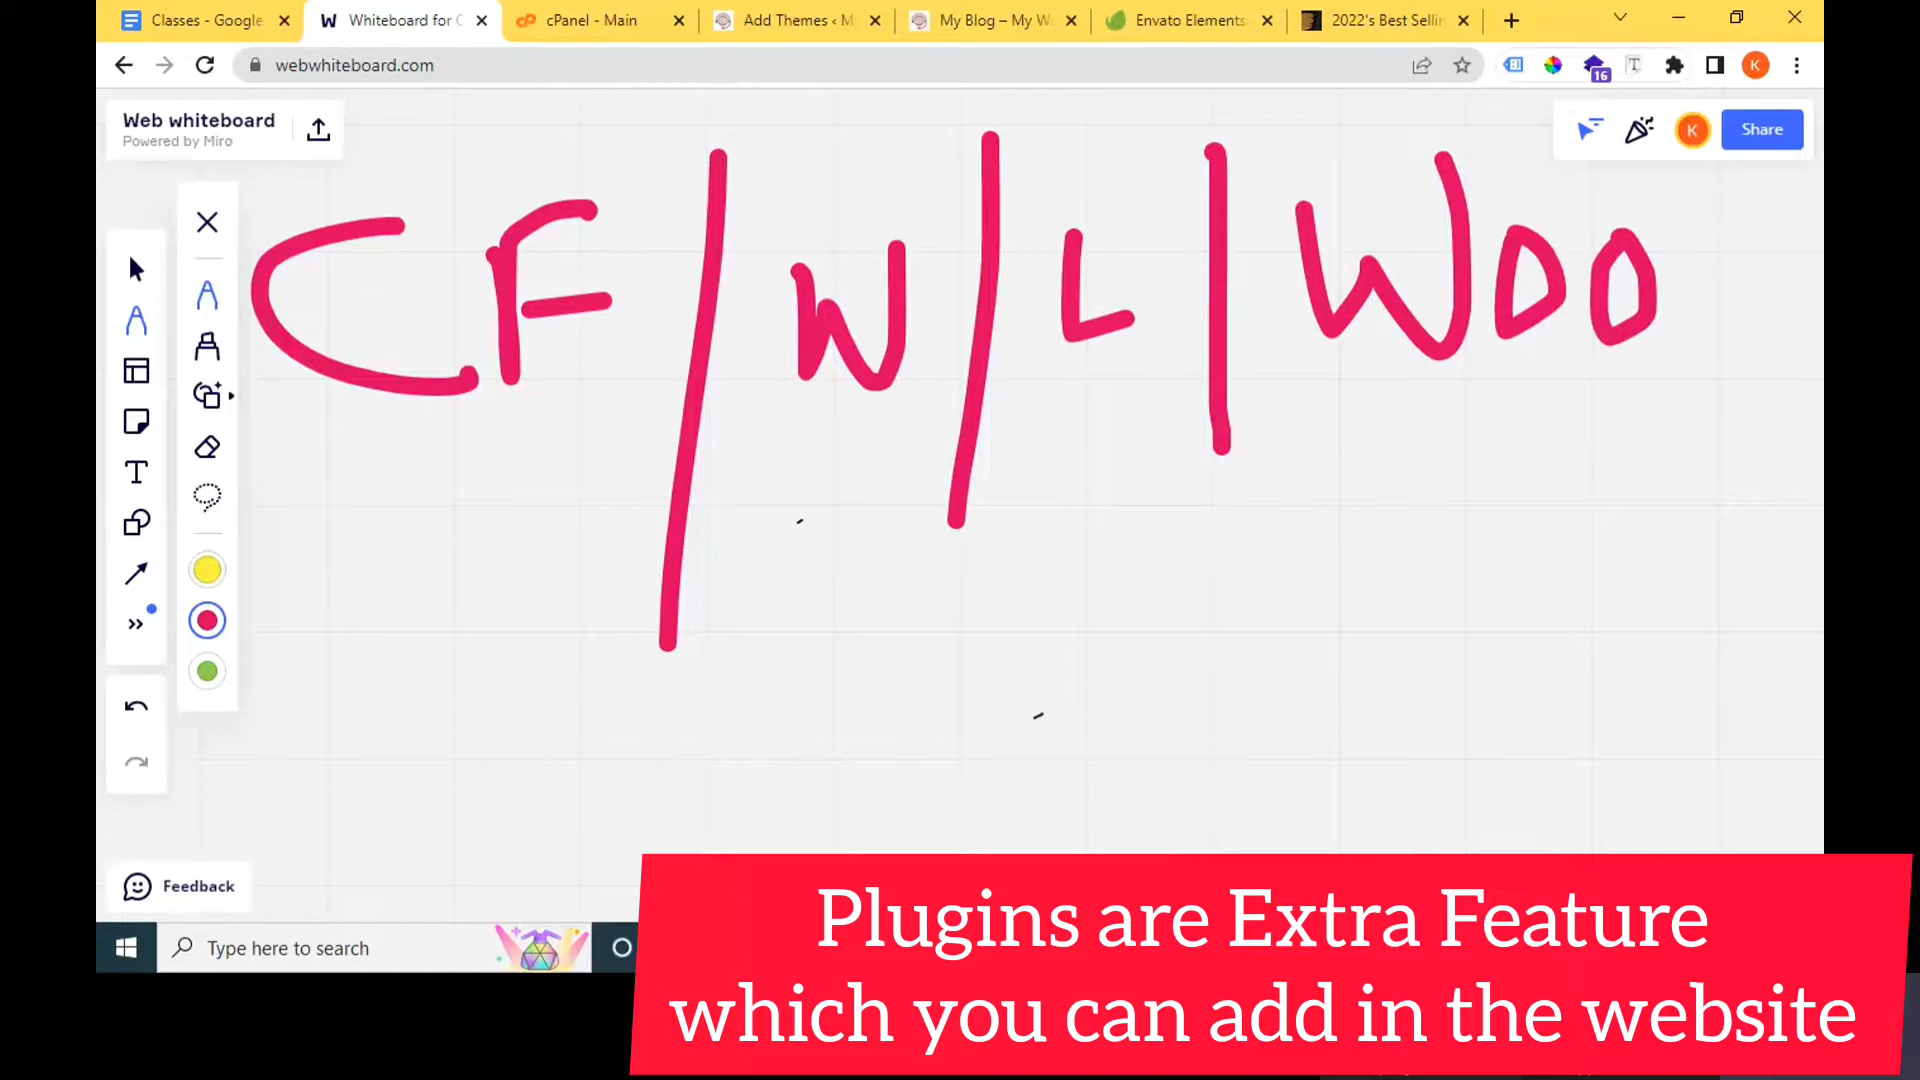 Classes - Google
Whiteboard for C
cPanel - Main
Add Themes ‹ M
My Blog – My W
Envato Elements
2022's Best Sellin
webwhiteboard.com
16
K
Web whiteboard
Powered by Miro
K
Share
CF / W / L | WOO
T
Feedback
Type here to search
Plugins are Extra Feature
which you can add in the website